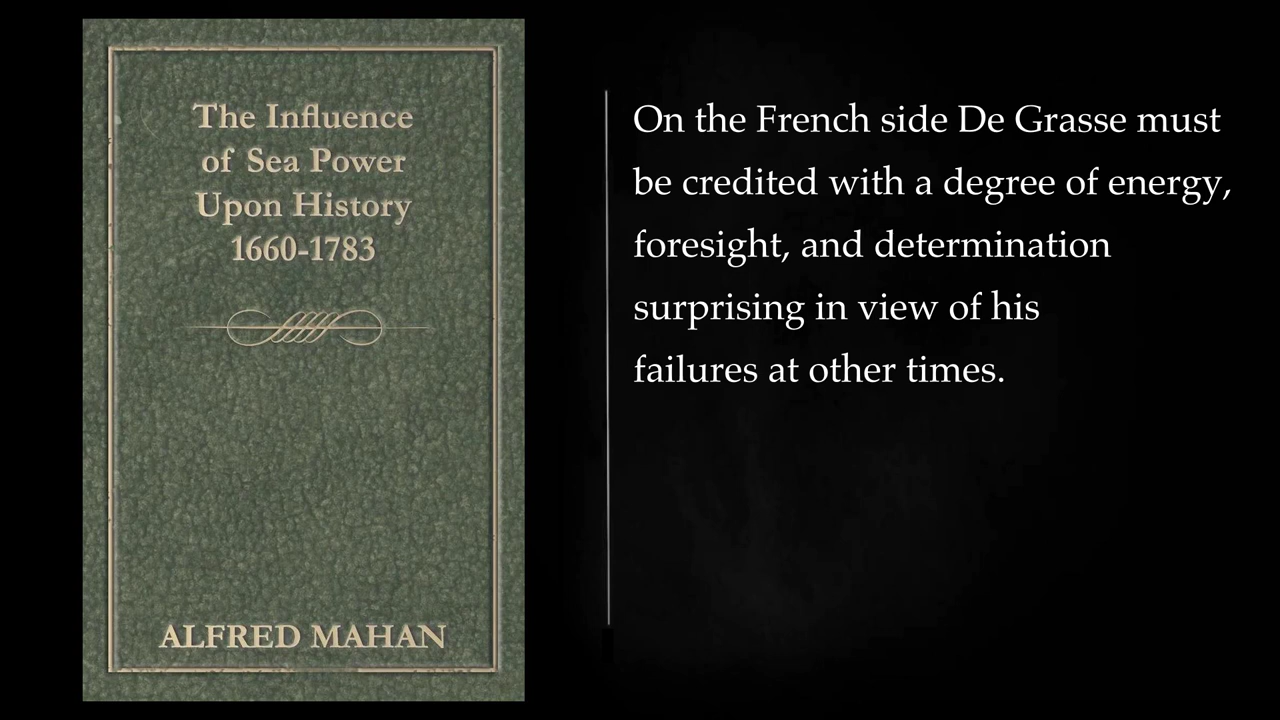 The Influence
of Sea Power
Upon History
1660-1783
ALFRED MAHAN
On the French side De Grasse must
be credited with a degree of energy,
foresight, and determination
surprising in view of his
failures at other times.